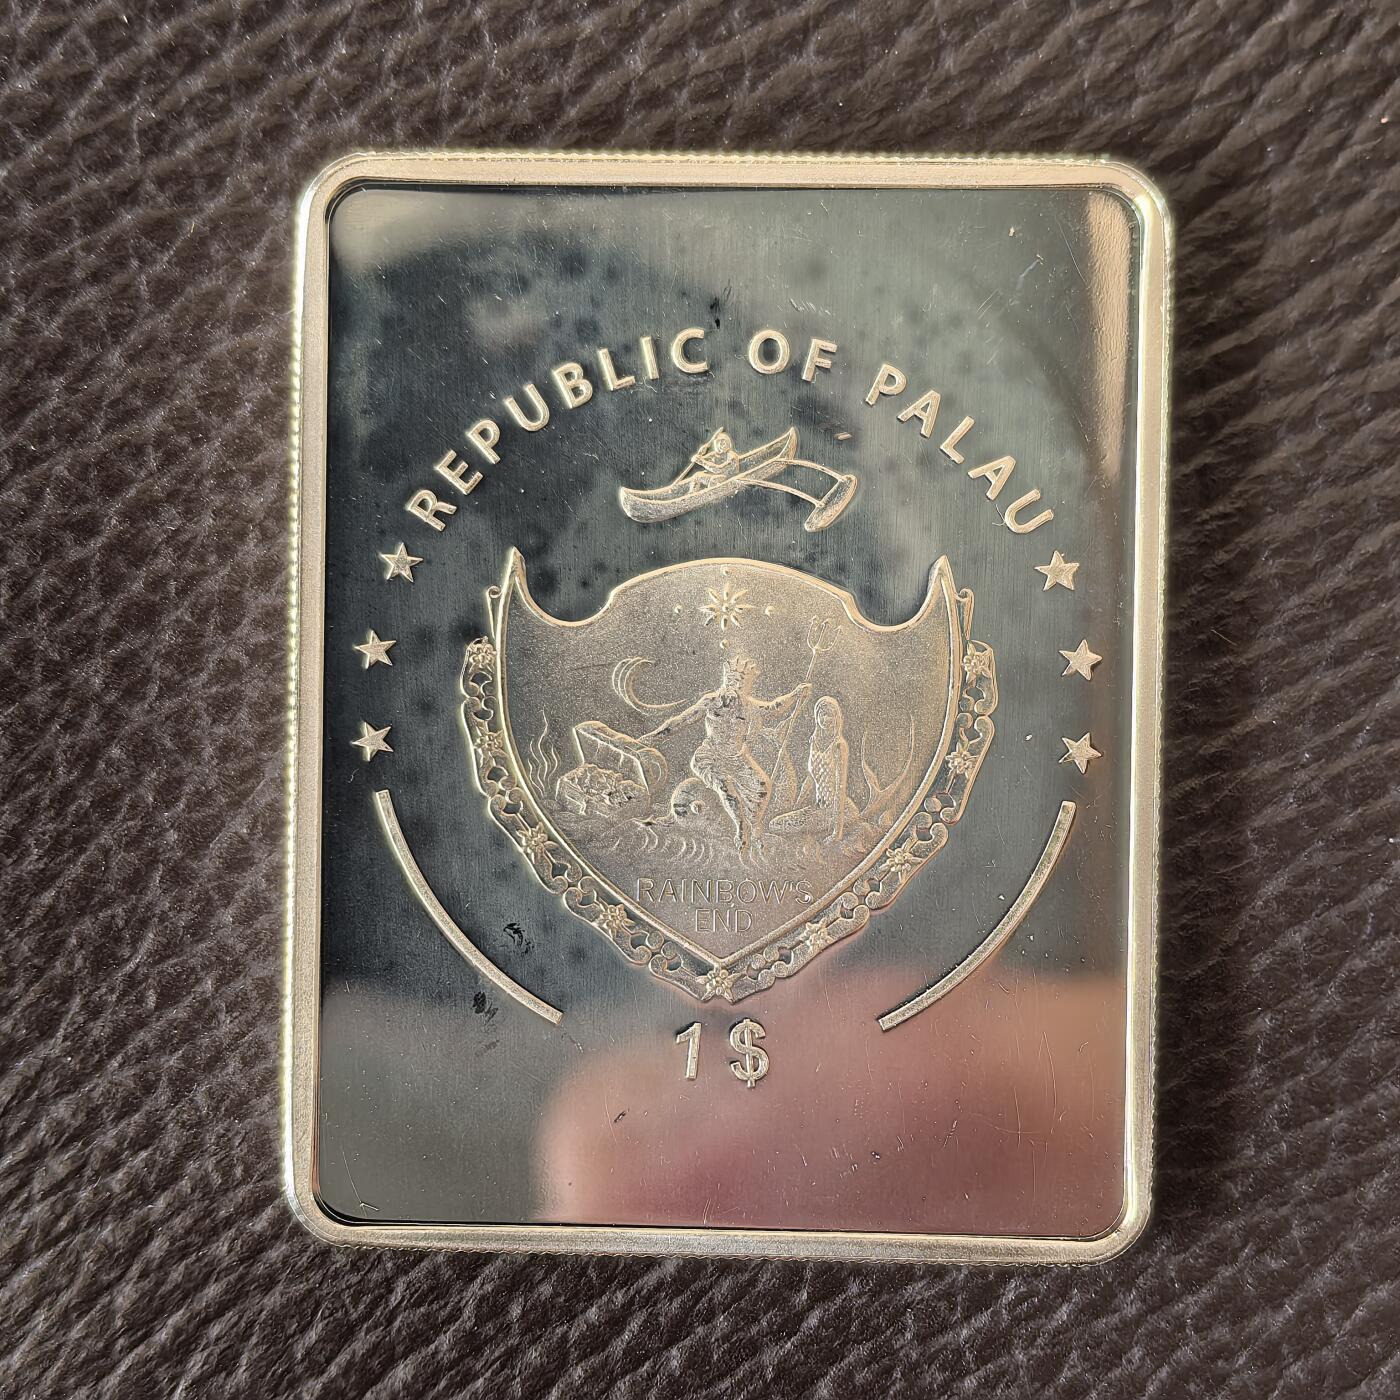 REPUBLIC OF PALAU
RAINBOW'S
END
1 $